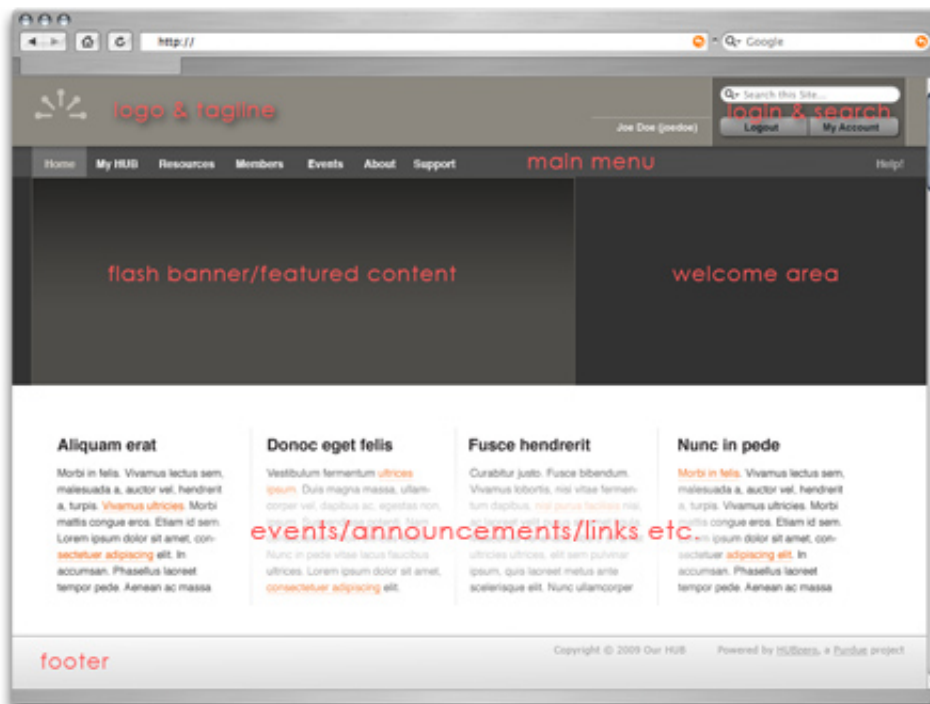 http://
Google
logo & tagline
Search this Site...
login & search
Joe Doe (joedoe)
Logout
My Account
Home
My HUB
Resources
Members
Events
About
Support
main menu
Help!
flash banner/featured content
welcome area
Aliquam erat
Morbi in felis. Vivamus lectus sem,
malesuada a, auctor vel, hendrerit
a, turpis. Vivamus ultricies. Morbi
mattis congue eros. Etiam id sem.
Lorem ipsum dolor sit amet, con-
sectetuer adipiscing elit. In
accumsan. Phasellus laoreet
tempor pede. Aenean ac massa
Donoc eget felis
Vestibulum fermentum ultrices
ipsum. Duis magna massa, ullam-
corper vel, dapibus ac, egestas non,
events/announcements/links etc.
Nunc in pede vitae lacus faucibus
ultrices. Lorem ipsum dolor sit amet,
consectetuer adipiscing elit.
Fusce hendrerit
Curabitur justo. Fusce bibendum.
Vivamus lobortis, nisi vitae fermen-
tum dapibus, nisl purus facilisis nisi,
ultricies ultrices, elit sem pulvinar
ipsum, quis laoreet metus ante
scelerisque elit. Nunc ullamcorper
Nunc in pede
Morbi in felis. Vivamus lectus sem,
malesuada a, auctor vel, hendrerit
a, turpis. Vivamus ultricies. Morbi
mattis congue eros. Etiam id sem.
Lorem ipsum dolor sit amet, con-
sectetuer adipiscing elit. In
accumsan. Phasellus laoreet
tempor pede. Aenean ac massa
footer
Copyright © 2009 Our HUB
Powered by HUBzero, a Purdue project